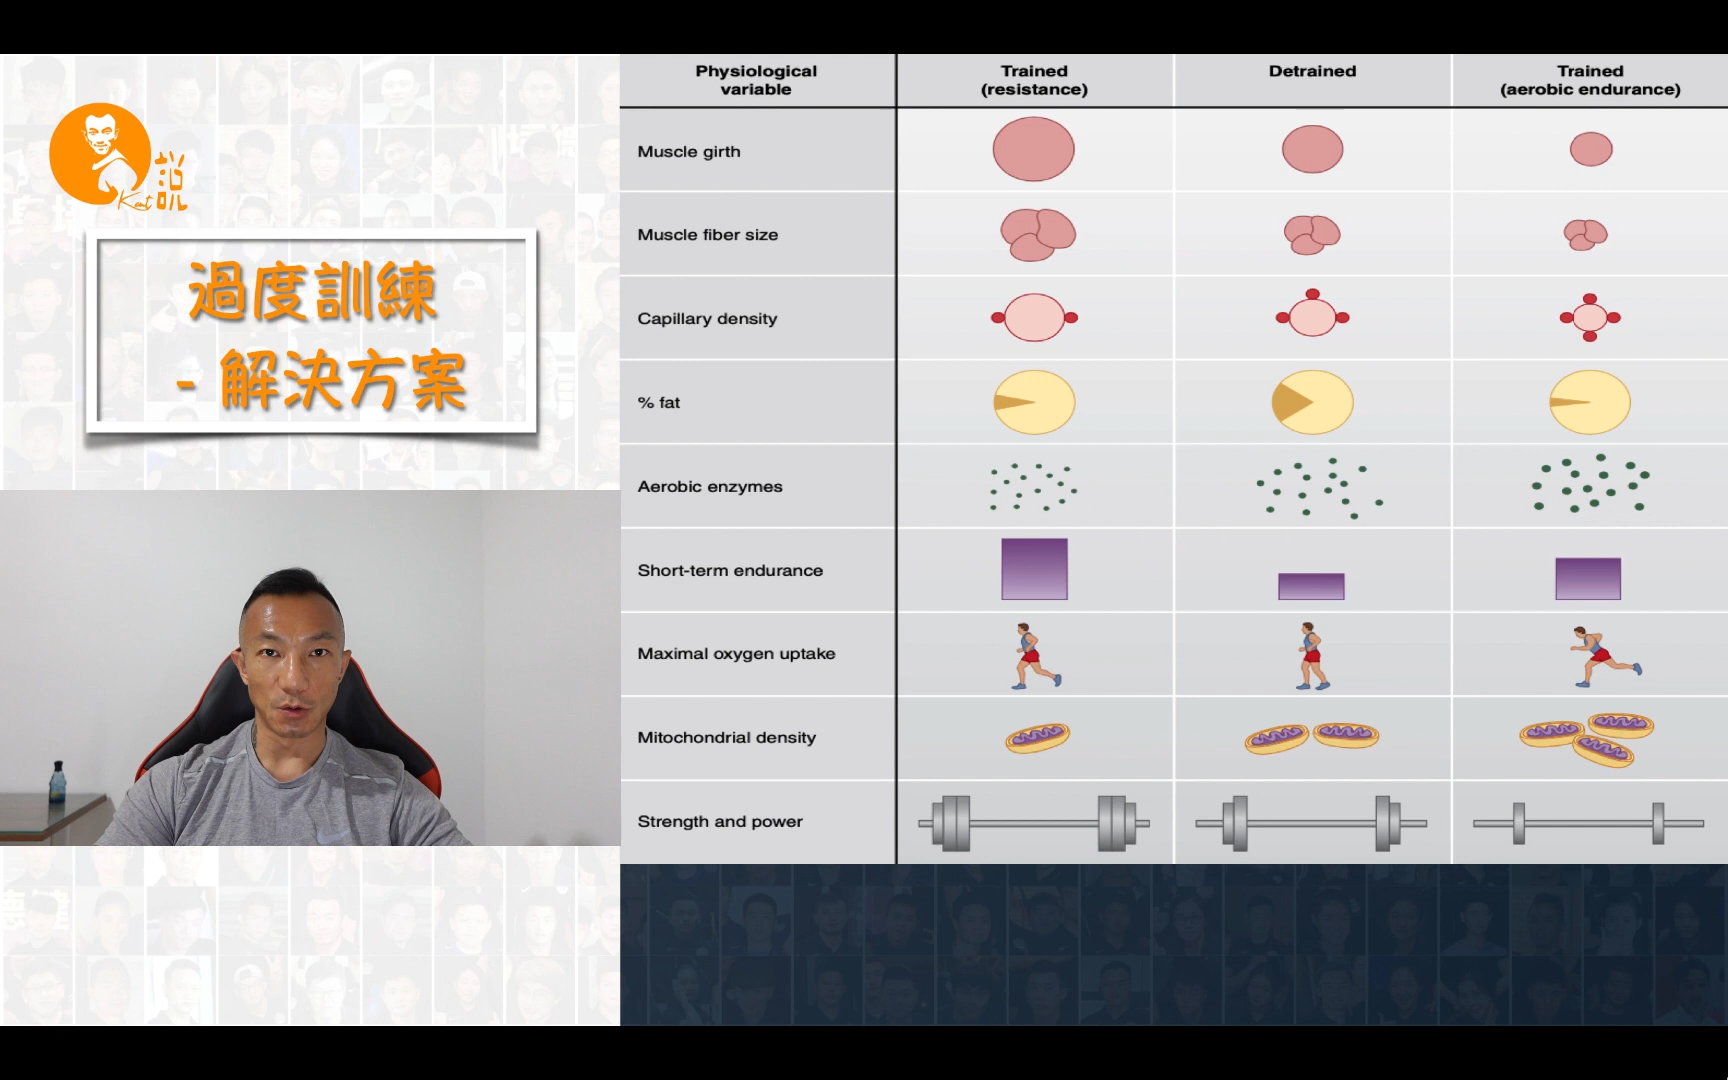 Kent
說
過度訓練
- 解決方案
Physiological variable
Trained (resistance)
Detrained
Trained (aerobic endurance)
Muscle girth
Muscle fiber size
Capillary density
% fat
Aerobic enzymes
Short-term endurance
Maximal oxygen uptake
Mitochondrial density
Strength and power